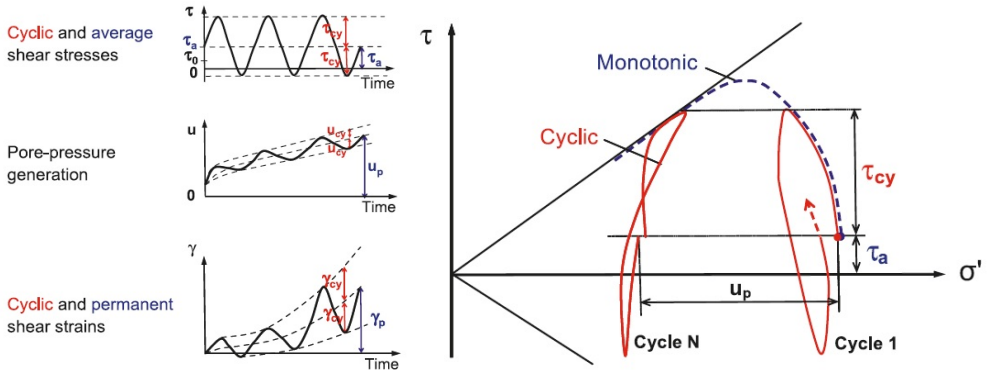 Cyclic and average
shear stresses
τ
τa
τ0
0
τcy
τcy
τa
Time
Pore-pressure
generation
u
0
ucy
ucy
up
Time
Cyclic and permanent
shear strains
γ
γcy
γcy
γp
Time
τ
Monotonic
Cyclic
τcy
τa
σ'
up
Cycle N
Cycle 1